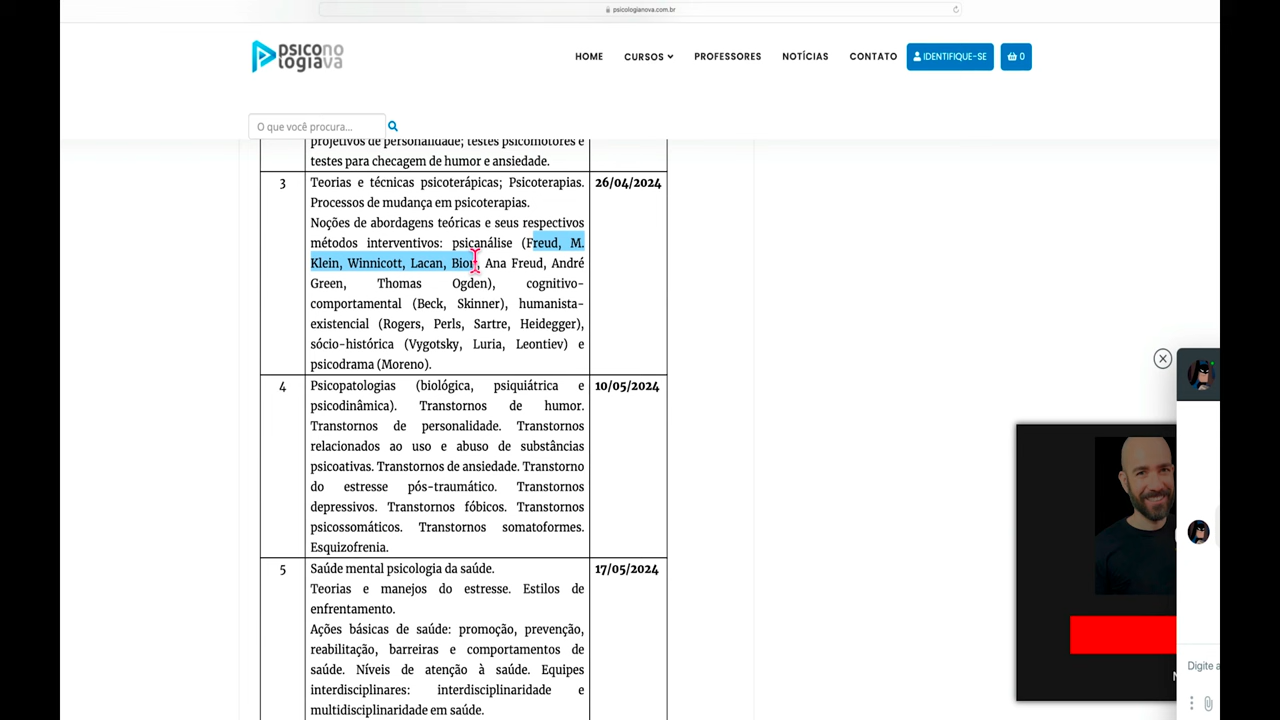 psicologianova.com.br
psicono
logiava
HOME
CURSOS
PROFESSORES
NOTÍCIAS
CONTATO
IDENTIFIQUE-SE
0
O que você procura...
projetivos de personalidade; testes psicomotores e
testes para checagem de humor e ansiedade.
3
Teorias e técnicas psicoterápicas; Psicoterapias.
26/04/2024
Processos de mudança em psicoterapias.
Noções de abordagens teóricas e seus respectivos
métodos interventivos: psicanálise (Freud, M.
Klein, Winnicott, Lacan, Bion, Ana Freud, André
Green, Thomas Ogden), cognitivo-
comportamental (Beck, Skinner), humanista-
existencial (Rogers, Perls, Sartre, Heidegger),
sócio-histórica (Vygotsky, Luria, Leontiev) e
psicodrama (Moreno).
4
Psicopatologias (biológica, psiquiátrica e
10/05/2024
psicodinâmica). Transtornos de humor.
Transtornos de personalidade. Transtornos
relacionados ao uso e abuso de substâncias
psicoativas. Transtornos de ansiedade. Transtorno
do estresse pós-traumático. Transtornos
depressivos. Transtornos fóbicos. Transtornos
psicossomáticos. Transtornos somatoformes.
Esquizofrenia.
5
Saúde mental psicologia da saúde.
17/05/2024
Teorias e manejos do estresse. Estilos de
enfrentamento.
Ações básicas de saúde: promoção, prevenção,
reabilitação, barreiras e comportamentos de
saúde. Níveis de atenção à saúde. Equipes
interdisciplinares: interdisciplinaridade e
multidisciplinaridade em saúde.
Digite a